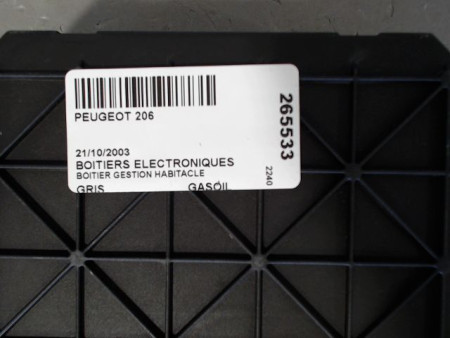 PEUGEOT 206
21/10/2003
BOITIERS ELECTRONIQUES
BOITIER GESTION HABITACLE
GRIS GASOIL
265533
2240